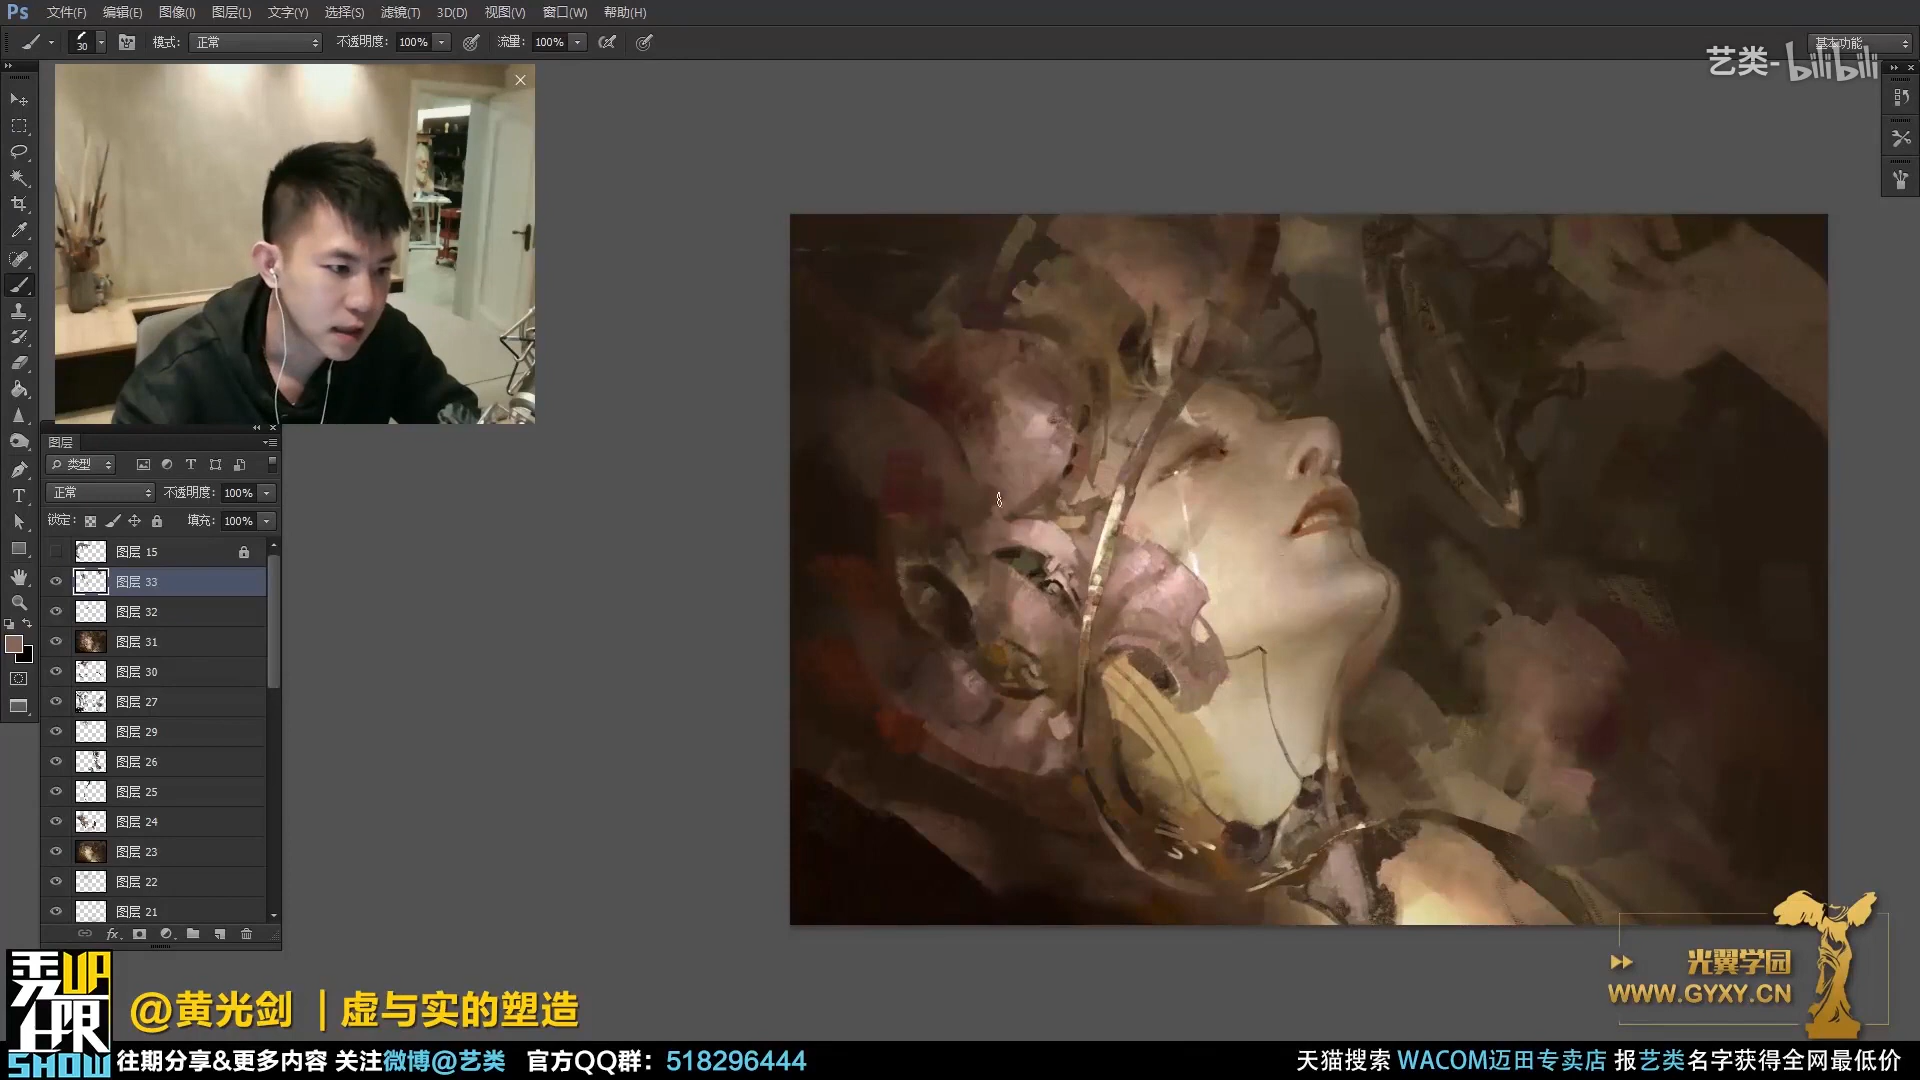 Ps 文件(F) 编辑(E) 图像(I) 图层(L) 文字(Y) 选择(S) 滤镜(T) 3D(D) 视图(V) 窗口(W) 帮助(H)
30 模式: 正常 不透明度: 100% 流量: 100% 基本功能
艺类- bilibili
图层
类型
正常 不透明度: 100%
锁定: 填充: 100%
图层 15
图层 33
图层 32
图层 31
图层 30
图层 27
图层 29
图层 26
图层 25
图层 24
图层 23
图层 22
图层 21
光翼学园
WWW.GYXY.CN
UP
SHOW
@黄光剑 | 虚与实的塑造
往期分享&更多内容 关注微博@艺类 官方QQ群: 518296444
天猫搜索 WACOM迈田专卖店 报艺类名字获得全网最低价